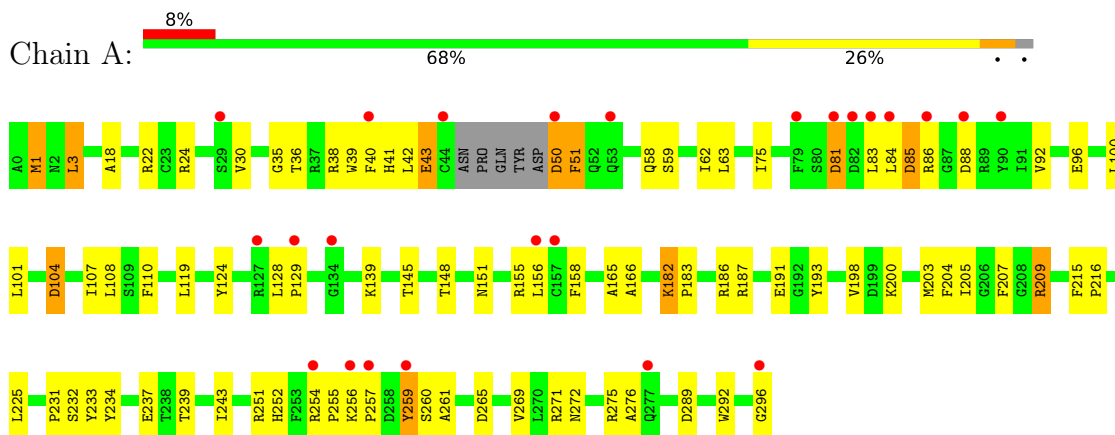 8%
Chain A:
68% 26% . .
A0 M1 N2 L3 A18 R22 C23 R24 S29 V30 G35 T36 R37 R38 W39 F40 H41 L42 E43 C44 ASN PRO GLN TYR ASP D50 F51 Q52 Q53 Q58 S59 I62 L63 I75 F79 S80 D81 D82 L83 L84 D85 R86 G87 D88 R89 Y90 I91 V92 E96 L100
L101 D104 I107 L108 S109 F110 L119 Y124 R127 L128 P129 G134 K139 T145 T148 N151 R155 L156 C157 F158 A165 A166 K182 P183 R186 R187 E191 G192 Y193 V198 D199 K200 M203 F204 I205 G206 F207 G208 R209 F215 P216
L225 P231 S232 Y233 Y234 E237 T238 T239 I243 R251 H252 F253 R254 P255 K256 P257 D258 Y259 S260 A261 D265 V269 L270 R271 N272 R275 A276 Q277 D289 W292 G296